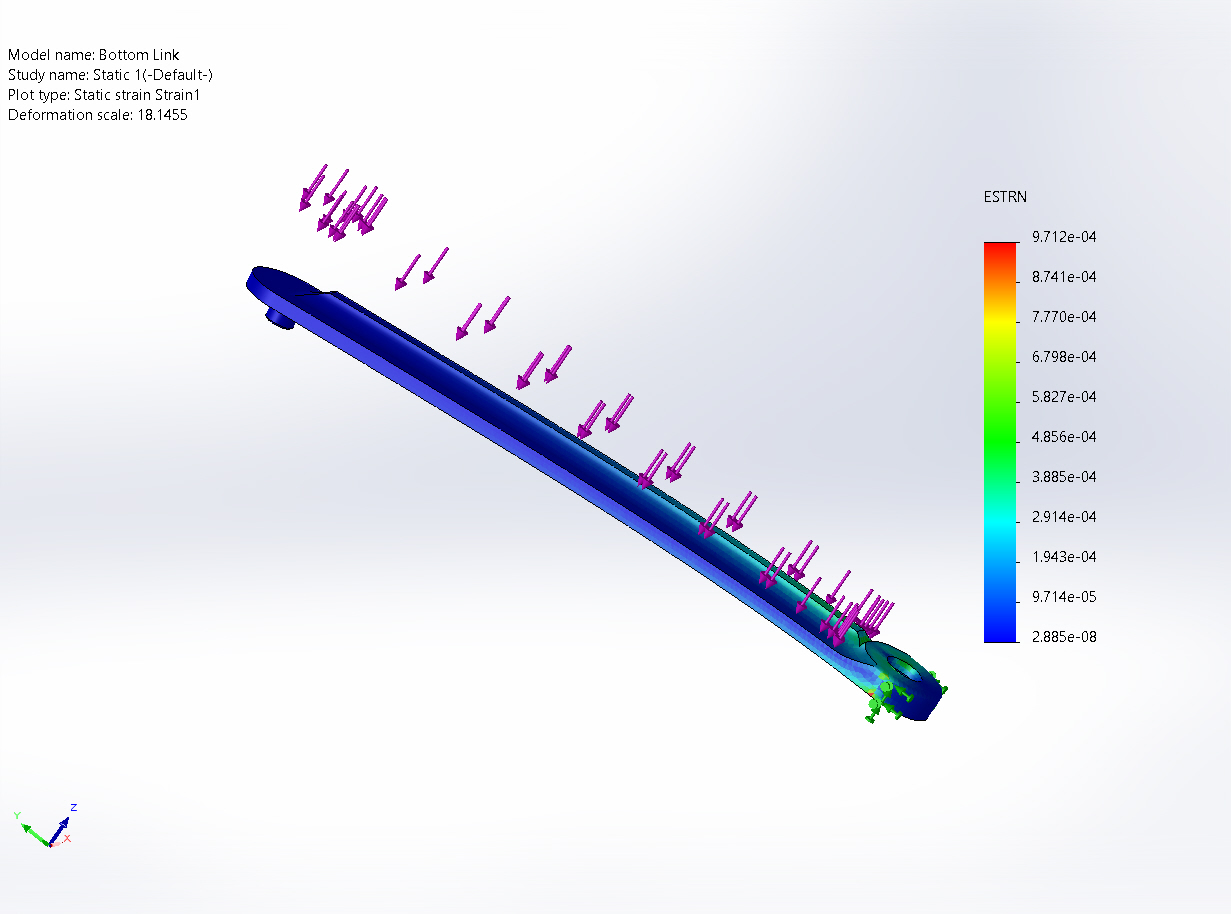 Model name: Bottom Link
Study name: Static 1(-Default-)
Plot type: Static strain Strain1
Deformation scale: 18.1455
ESTRN
9.712e-04
8.741e-04
7.770e-04
6.798e-04
5.827e-04
4.856e-04
3.885e-04
2.914e-04
1.943e-04
9.714e-05
2.885e-08
Z
Y
X